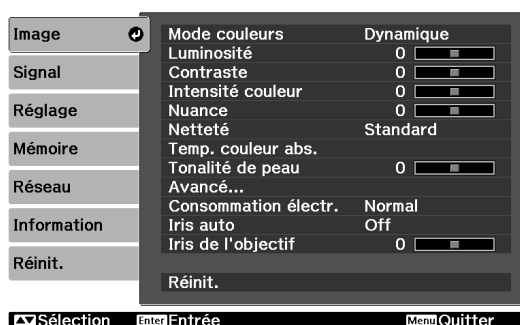 Image
Signal
Réglage
Mémoire
Réseau
Information
Réinit.
Mode couleurs Dynamique
Luminosité 0
Contraste 0
Intensité couleur 0
Nuance 0
Netteté Standard
Temp. couleur abs.
Tonalité de peau 0
Avancé...
Consommation électr. Normal
Iris auto Off
Iris de l'objectif 0
Réinit.
Sélection Enter Entrée Menu Quitter